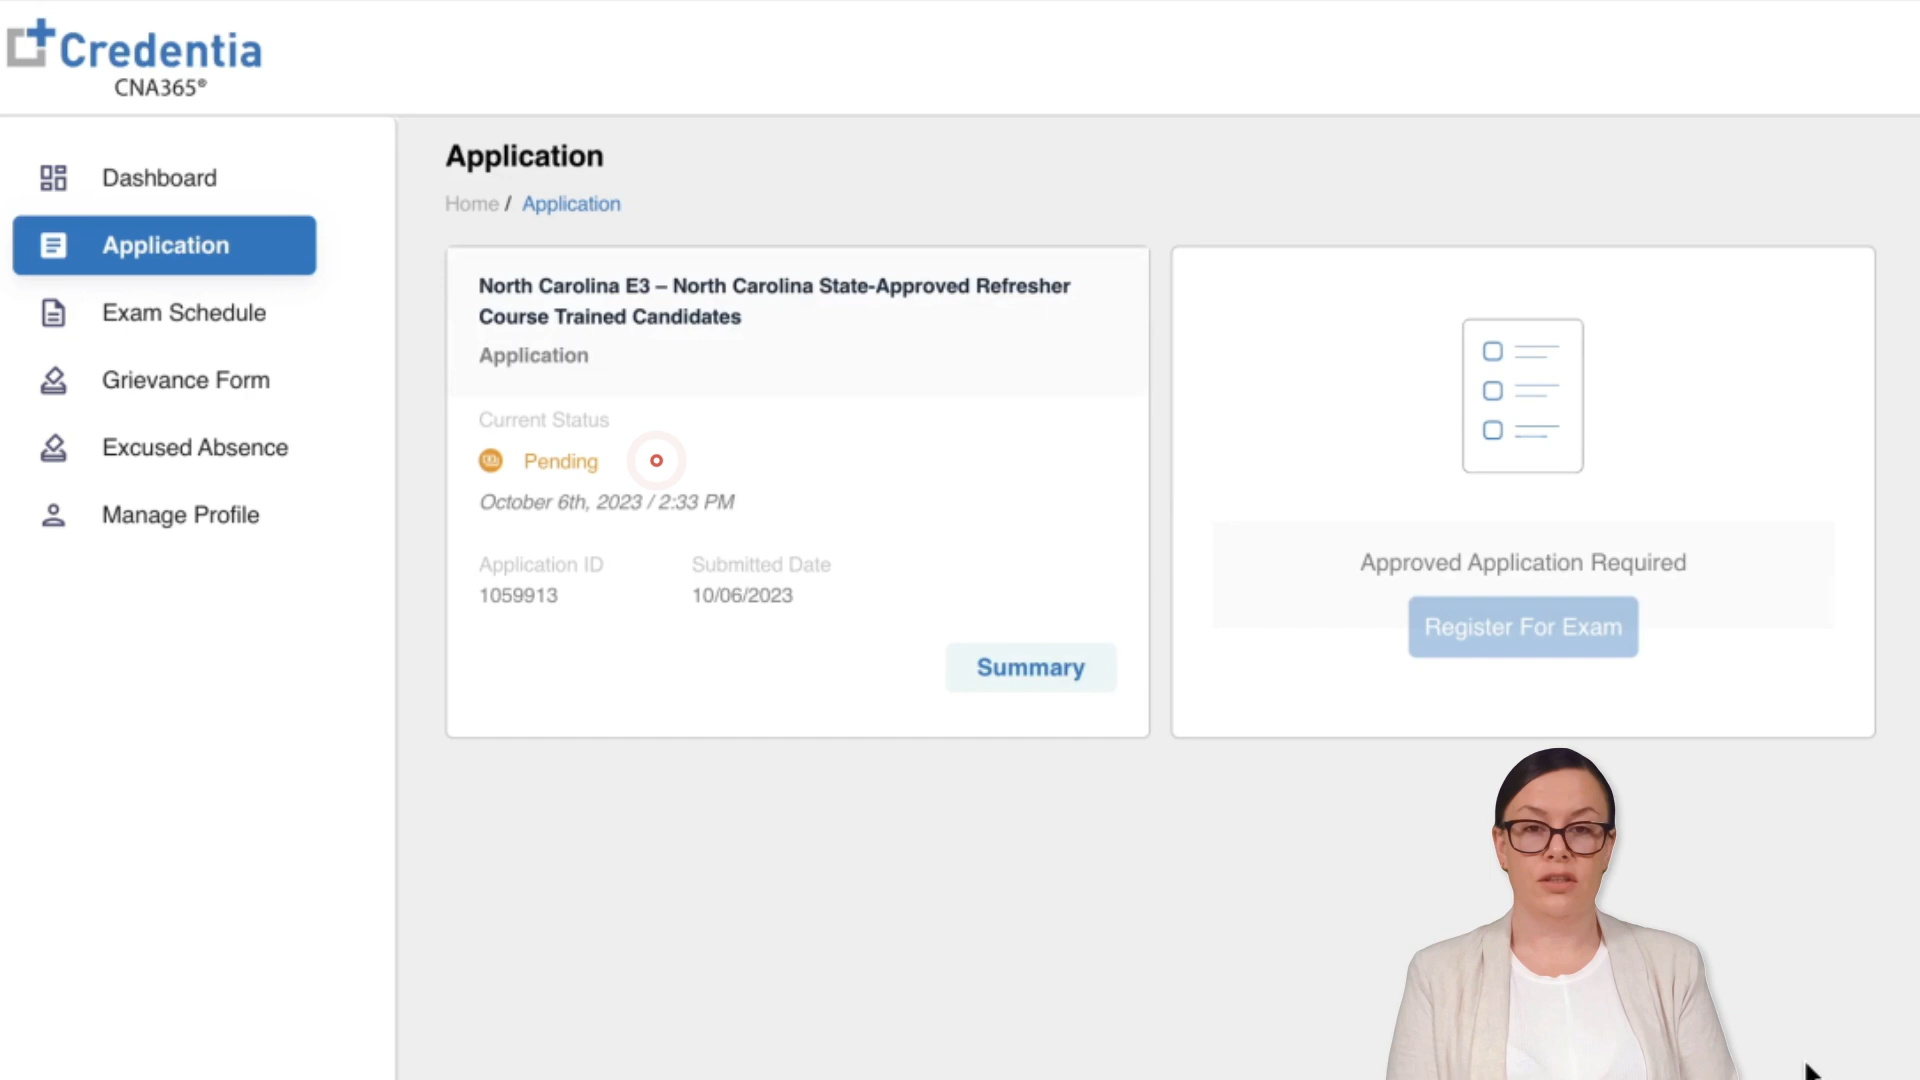 Credentia
CNA365®
Dashboard
Application
Exam Schedule
Grievance Form
Excused Absence
Manage Profile
Application
Home / Application
North Carolina E3 – North Carolina State-Approved Refresher
Course Trained Candidates
Application
Current Status
Pending
October 6th, 2023 / 2:33 PM
Application ID
Submitted Date
1059913
10/06/2023
Summary
Approved Application Required
Register For Exam